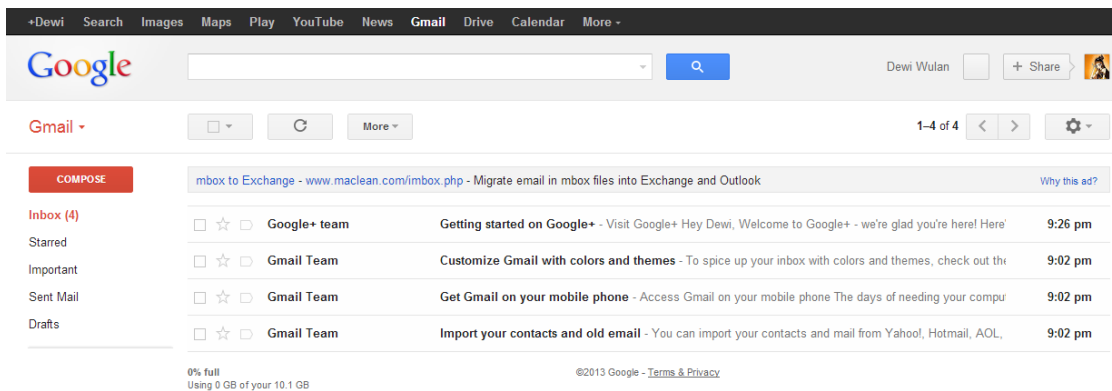 +Dewi Search Images Maps Play YouTube News Gmail Drive Calendar More
Google
Dewi Wulan
+ Share
Gmail
More
1–4 of 4
COMPOSE
mbox to Exchange - www.maclean.com/imbox.php - Migrate email in mbox files into Exchange and Outlook
Why this ad?
Inbox (4)
Starred
Important
Sent Mail
Drafts
Google+ team Getting started on Google+ - Visit Google+ Hey Dewi, Welcome to Google+ - we're glad you're here! Here'
9:26 pm
Gmail Team Customize Gmail with colors and themes - To spice up your inbox with colors and themes, check out the
9:02 pm
Gmail Team Get Gmail on your mobile phone - Access Gmail on your mobile phone The days of needing your comput
9:02 pm
Gmail Team Import your contacts and old email - You can import your contacts and mail from Yahoo!, Hotmail, AOL,
9:02 pm
0% full
Using 0 GB of your 10.1 GB
©2013 Google - Terms & Privacy